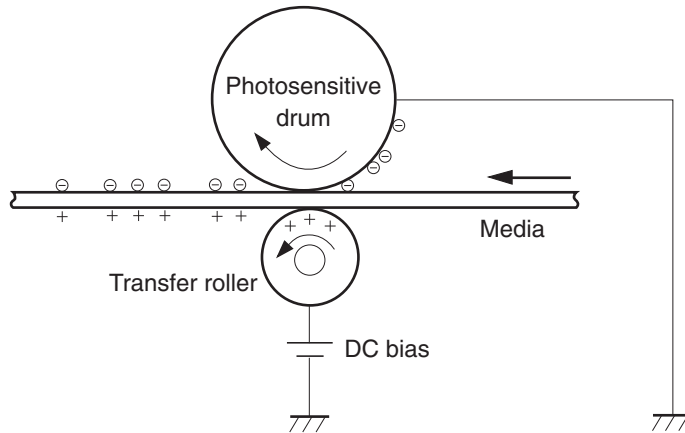 Photosensitive
drum
Media
Transfer roller
DC bias